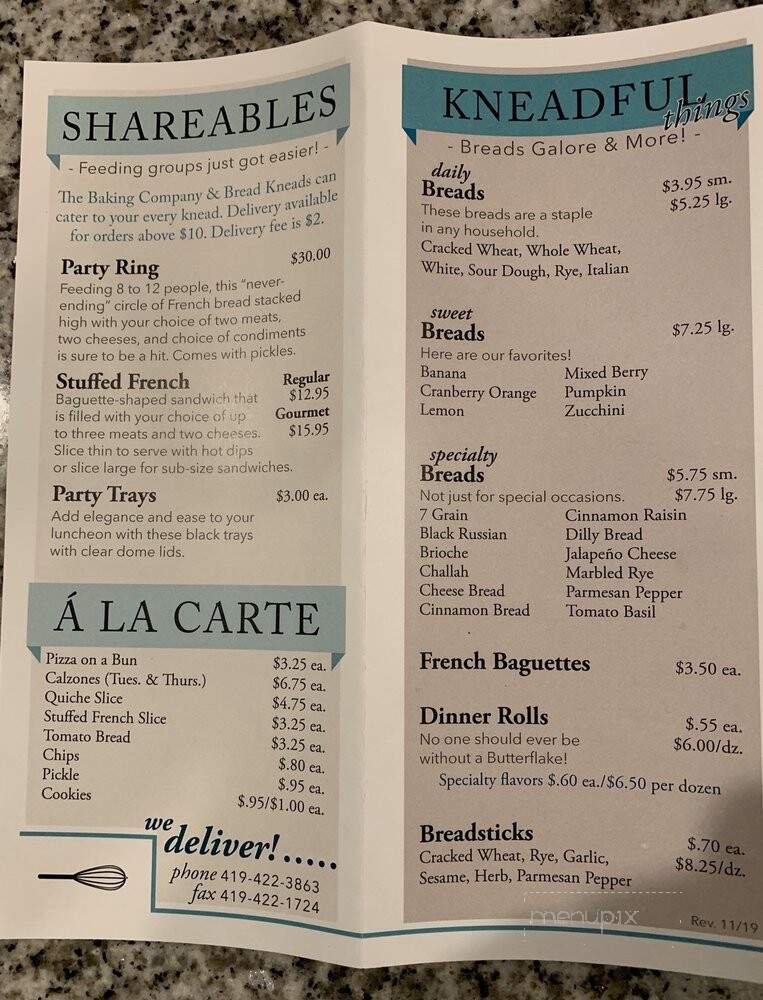 SHAREABLES
- Feeding groups just got easier! -
The Baking Company & Bread Kneads can
cater to your every knead. Delivery available
for orders above $10. Delivery fee is $2.
Party Ring $30.00
Feeding 8 to 12 people, this "never-
ending" circle of French bread stacked
high with your choice of two meats,
two cheeses, and choice of condiments
is sure to be a hit. Comes with pickles.
Stuffed French Regular
Baguette-shaped sandwich that $12.95
is filled with your choice of up Gourmet
to three meats and two cheeses. $15.95
Slice thin to serve with hot dips
or slice large for sub-size sandwiches.
Party Trays $3.00 ea.
Add elegance and ease to your
luncheon with these black trays
with clear dome lids.
Á LA CARTE
Pizza on a Bun $3.25 ea.
Calzones (Tues. & Thurs.) $6.75 ea.
Quiche Slice $4.75 ea.
Stuffed French Slice $3.25 ea.
Tomato Bread $3.25 ea.
Chips $.80 ea.
Pickle $.95 ea.
Cookies $.95/$1.00 ea.
we
deliver!.....
phone 419-422-3863
fax 419-422-1724
KNEADFUL
things
- Breads Galore & More! -
daily
Breads $3.95 sm.
These breads are a staple $5.25 lg.
in any household.
Cracked Wheat, Whole Wheat,
White, Sour Dough, Rye, Italian
sweet
Breads $7.25 lg.
Here are our favorites!
Banana Mixed Berry
Cranberry Orange Pumpkin
Lemon Zucchini
specialty
Breads $5.75 sm.
Not just for special occasions. $7.75 lg.
7 Grain Cinnamon Raisin
Black Russian Dilly Bread
Brioche Jalapeño Cheese
Challah Marbled Rye
Cheese Bread Parmesan Pepper
Cinnamon Bread Tomato Basil
French Baguettes $3.50 ea.
Dinner Rolls $.55 ea.
No one should ever be $6.00/dz.
without a Butterflake!
Specialty flavors $.60 ea./$6.50 per dozen
Breadsticks $.70 ea.
Cracked Wheat, Rye, Garlic, $8.25/dz.
Sesame, Herb, Parmesan Pepper
menupix
Rev. 11/19